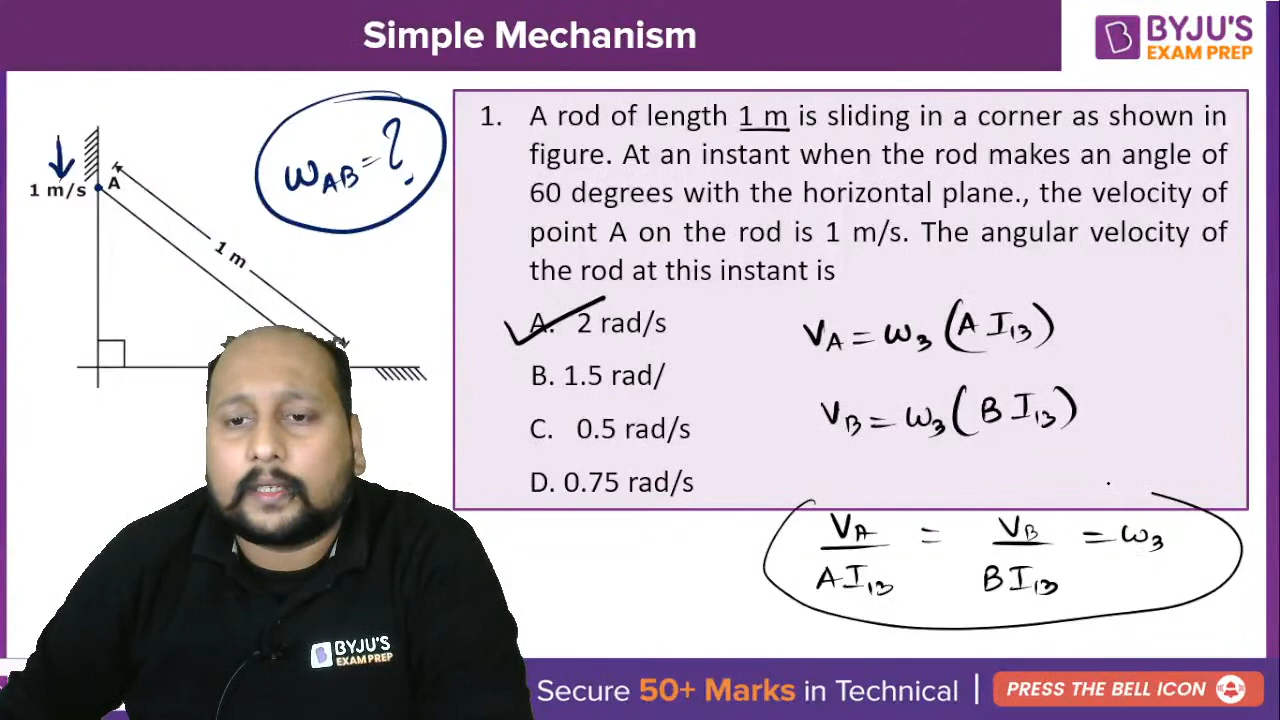 Simple Mechanism
BYJU'S
EXAM PREP
ω_AB = ?
1 m/s
A
1 m
1. A rod of length 1 m is sliding in a corner as shown in
figure. At an instant when the rod makes an angle of
60 degrees with the horizontal plane., the velocity of
point A on the rod is 1 m/s. The angular velocity of
the rod at this instant is
A. 2 rad/s
B. 1.5 rad/
C. 0.5 rad/s
D. 0.75 rad/s
V_A = ω_3 (A I_13)
V_B = ω_3 (B I_13)
V_A / A I_13 = V_B / B I_13 = ω_3
BYJU'S
EXAM PREP
Secure 50+ Marks in Technical | PRESS THE BELL ICON